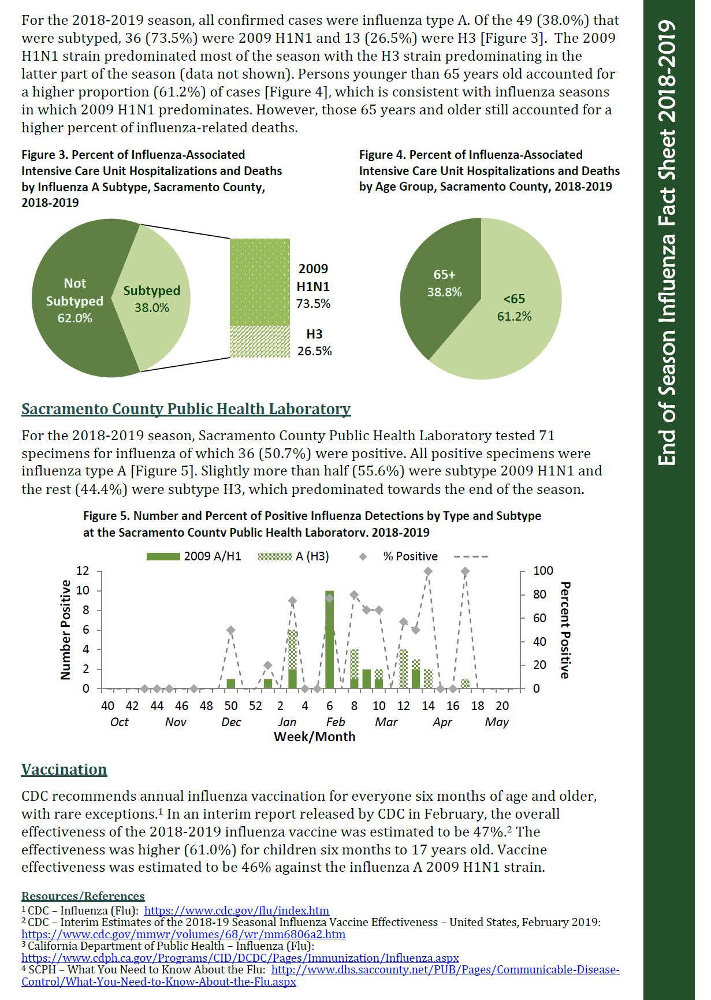 For the 2018-2019 season, all confirmed cases were influenza type A. Of the 49 (38.0%) that
were subtyped, 36 (73.5%) were 2009 H1N1 and 13 (26.5%) were H3 [Figure 3].  The 2009
H1N1 strain predominated most of the season with the H3 strain predominating in the
latter part of the season (data not shown). Persons younger than 65 years old accounted for
a higher proportion (61.2%) of cases [Figure 4], which is consistent with influenza seasons
in which 2009 H1N1 predominates. However, those 65 years and older still accounted for a
higher percent of influenza-related deaths.
Figure 3. Percent of Influenza-Associated
Intensive Care Unit Hospitalizations and Deaths
by Influenza A Subtype, Sacramento County,
2018-2019
Not
Subtyped
62.0%
Subtyped
38.0%
2009
H1N1
73.5%
H3
26.5%
Figure 4. Percent of Influenza-Associated
Intensive Care Unit Hospitalizations and Deaths
by Age Group, Sacramento County, 2018-2019
65+
38.8%
<65
61.2%
Sacramento County Public Health Laboratory
For the 2018-2019 season, Sacramento County Public Health Laboratory tested 71
specimens for influenza of which 36 (50.7%) were positive. All positive specimens were
influenza type A [Figure 5]. Slightly more than half (55.6%) were subtype 2009 H1N1 and
the rest (44.4%) were subtype H3, which predominated towards the end of the season.
Figure 5. Number and Percent of Positive Influenza Detections by Type and Subtype
at the Sacramento County Public Health Laboratory. 2018-2019
2009 A/H1 A (H3) % Positive
Number Positive
12
10
8
6
4
2
0
100
80
60
40
20
0
Percent Positive
40 42 44 46 48 50 52 2 4 6 8 10 12 14 16 18 20
Oct Nov Dec Jan Feb Mar Apr May
Week/Month
Vaccination
CDC recommends annual influenza vaccination for everyone six months of age and older,
with rare exceptions.¹ In an interim report released by CDC in February, the overall
effectiveness of the 2018-2019 influenza vaccine was estimated to be 47%.² The
effectiveness was higher (61.0%) for children six months to 17 years old. Vaccine
effectiveness was estimated to be 46% against the influenza A 2009 H1N1 strain.
Resources/References
¹ CDC – Influenza (Flu):  https://www.cdc.gov/flu/index.htm
² CDC – Interim Estimates of the 2018-19 Seasonal Influenza Vaccine Effectiveness – United States, February 2019:
https://www.cdc.gov/mmwr/volumes/68/wr/mm6806a2.htm
³ California Department of Public Health – Influenza (Flu):
https://www.cdph.ca.gov/Programs/CID/DCDC/Pages/Immunization/Influenza.aspx
⁴ SCPH – What You Need to Know About the Flu:  http://www.dhs.saccounty.net/PUB/Pages/Communicable-Disease-
Control/What-You-Need-to-Know-About-the-Flu.aspx
End of Season Influenza Fact Sheet 2018-2019